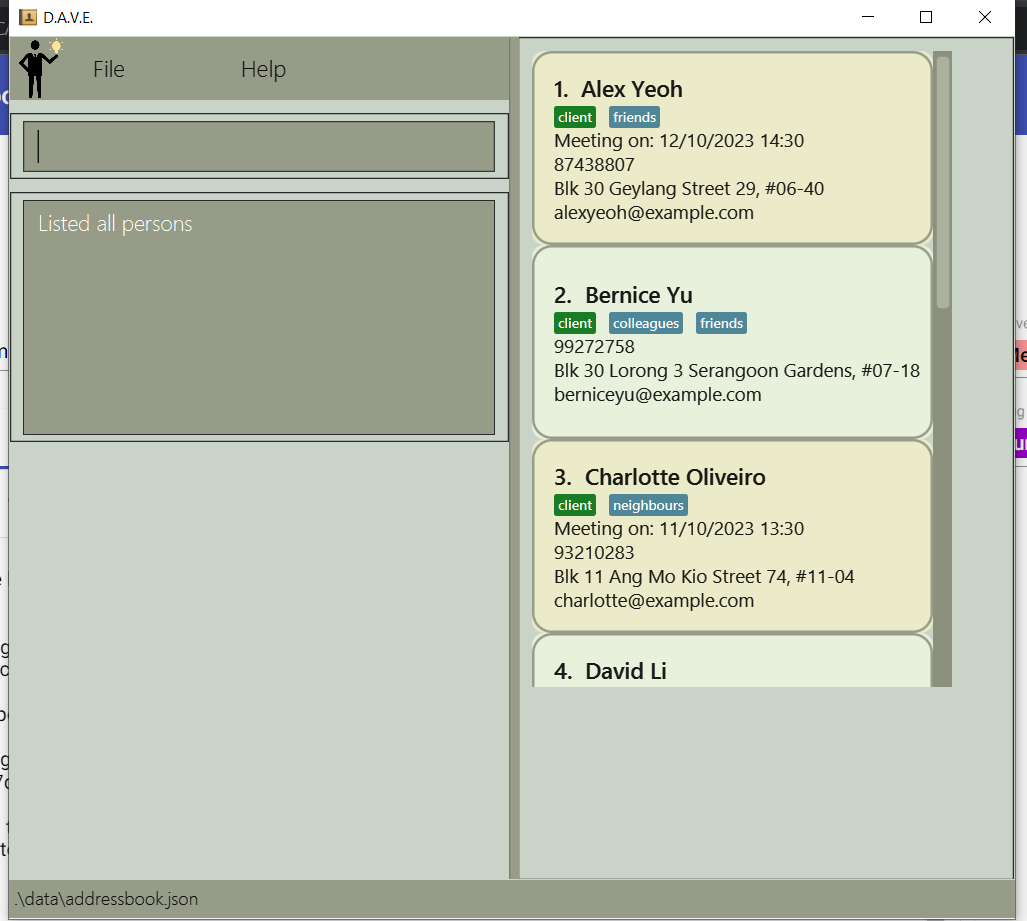 D.A.V.E.
File Help
Listed all persons
1. Alex Yeoh
client friends
Meeting on: 12/10/2023 14:30
87438807
Blk 30 Geylang Street 29, #06-40
alexyeoh@example.com
2. Bernice Yu
client colleagues friends
99272758
Blk 30 Lorong 3 Serangoon Gardens, #07-18
berniceyu@example.com
3. Charlotte Oliveiro
client neighbours
Meeting on: 11/10/2023 13:30
93210283
Blk 11 Ang Mo Kio Street 74, #11-04
charlotte@example.com
4. David Li
.\data\addressbook.json